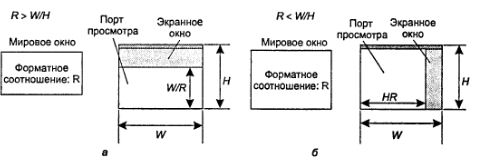 R > W/H
Мировое окно
Форматное
соотношение: R
Порт
просмотра
Экранное
окно
W/R
H
W
а
R < W/H
Мировое окно
Форматное
соотношение: R
Порт
просмотра
Экранное
окно
HR
H
W
б